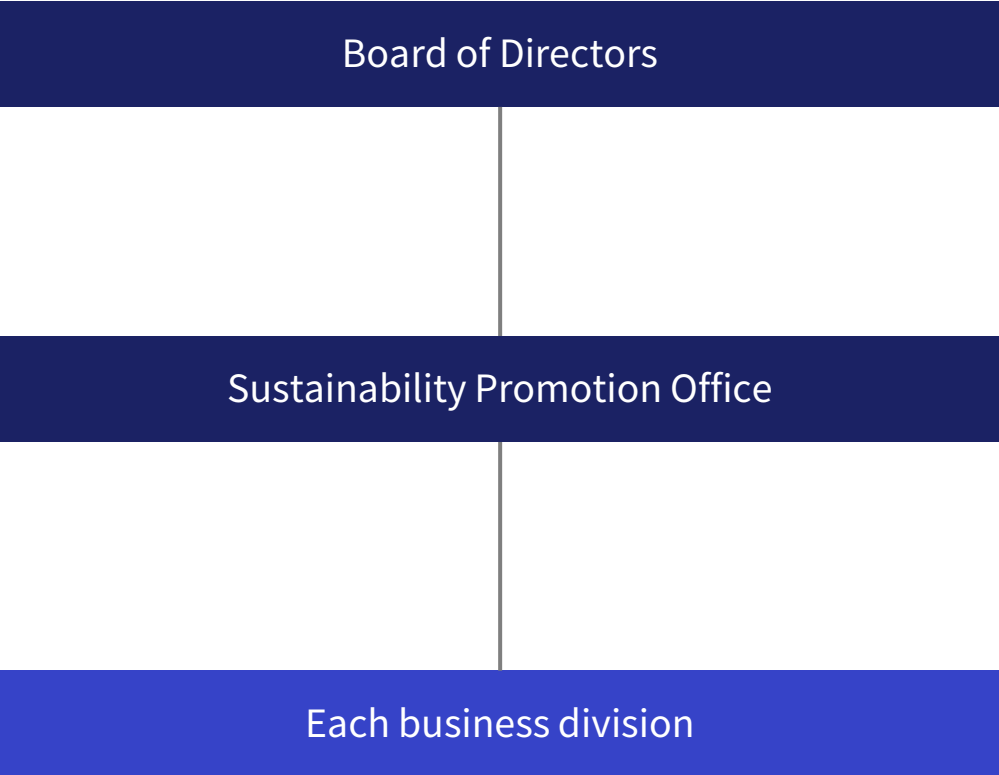 Board of Directors
Sustainability Promotion Office
Each business division